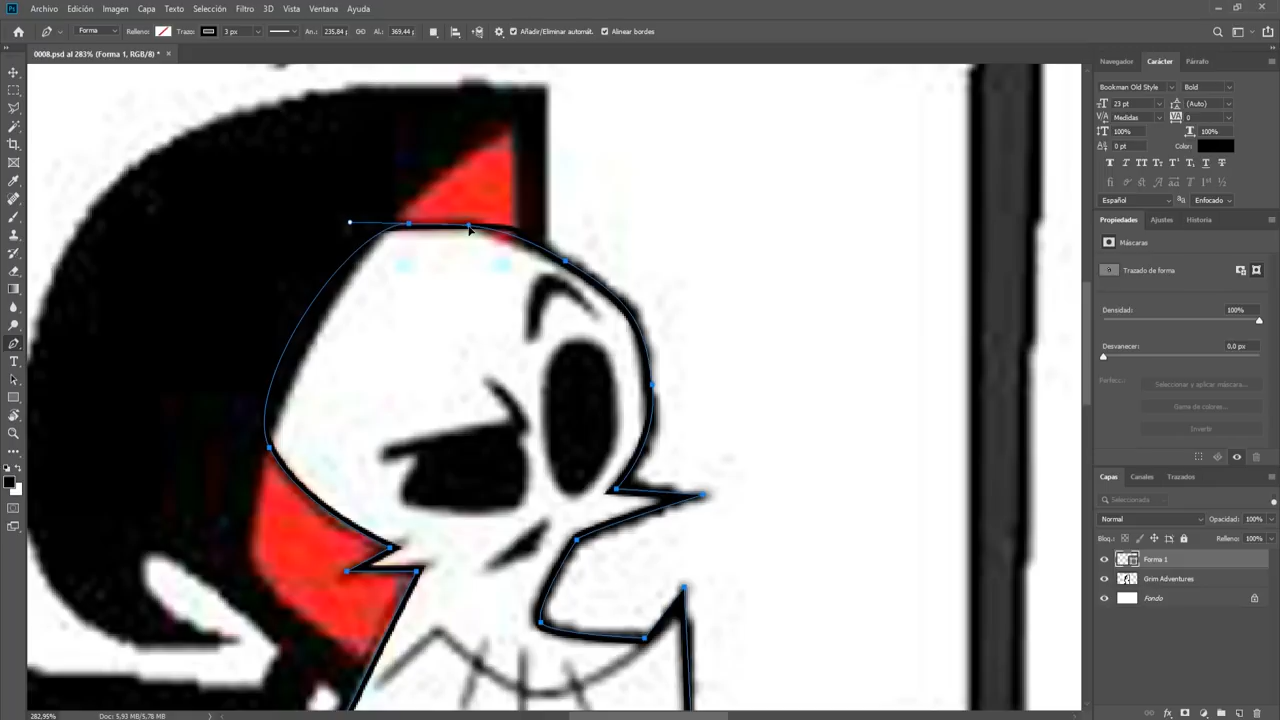 Archivo Edición Imagen Capa Texto Selección Filtro 3D Vista Ventana Ayuda
Forma Relleno: Trazo: 3 px An.: 235,84 Al.: 369,44 Añadir/Eliminar automát. Alinear bordes
0008.psd al 283% (Forma 1, RGB/8) *
Navegador Carácter Párrafo
Bookman Old Style Bold
23 pt (Auto)
Medidas 0
100% 100%
0 pt Color:
Español Enfocado
Propiedades Ajustes Historia
Máscaras
Trazado de forma
Densidad: 100%
Desvanecer: 0,0 px
Perfecc.: Seleccionar y aplicar máscara...
Gama de colores...
Invertir
Capas Canales Trazados
Seleccionada
Normal Opacidad: 100%
Bloq.: Relleno: 100%
Forma 1
Grim Adventures
Fondo
282,95% Doc: 5,93 MB/5,78 MB